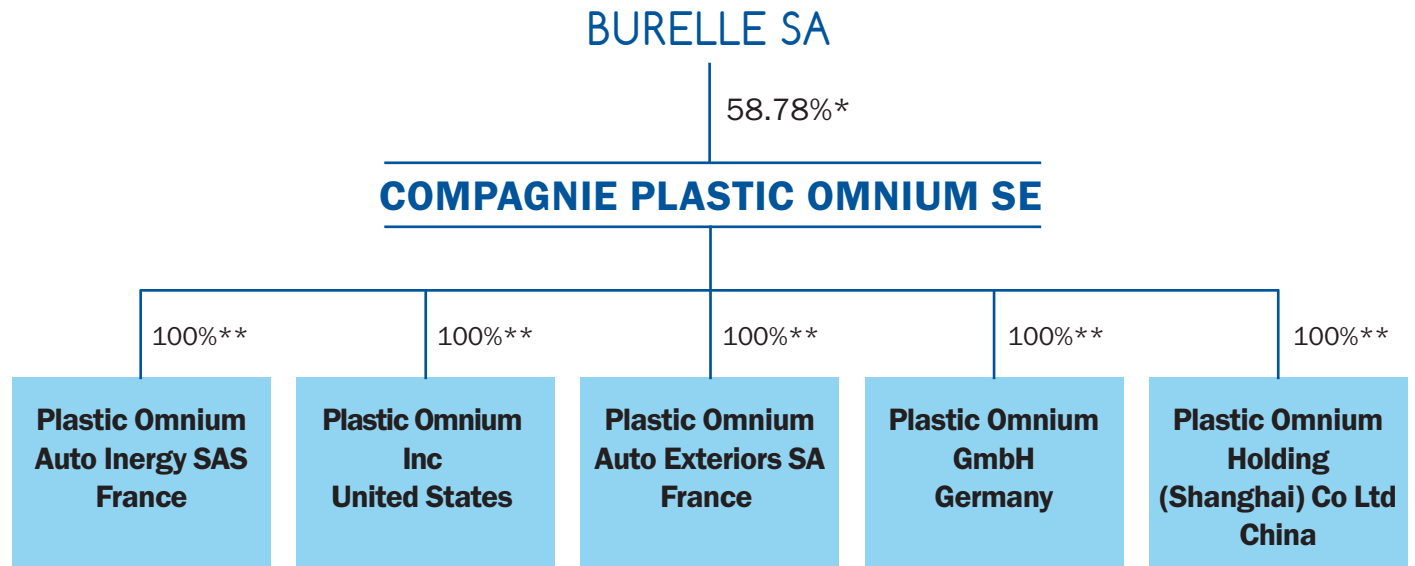 BURELLE SA
58.78%*
COMPAGNIE PLASTIC OMNIUM SE
100%**
100%**
100%**
100%**
100%**
Plastic Omnium
Auto Inergy SAS
France
Plastic Omnium
Inc
United States
Plastic Omnium
Auto Exteriors SA
France
Plastic Omnium
GmbH
Germany
Plastic Omnium
Holding
(Shanghai) Co Ltd
China